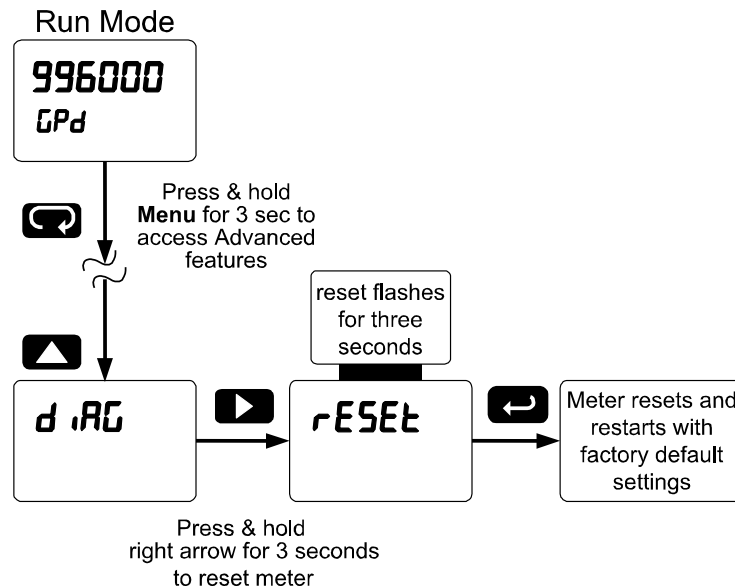 Run Mode
996000
GPd
Press & hold
Menu for 3 sec to
access Advanced
features
reset flashes
for three
seconds
diAG
rESEt
Meter resets and
restarts with
factory default
settings
Press & hold
right arrow for 3 seconds
to reset meter